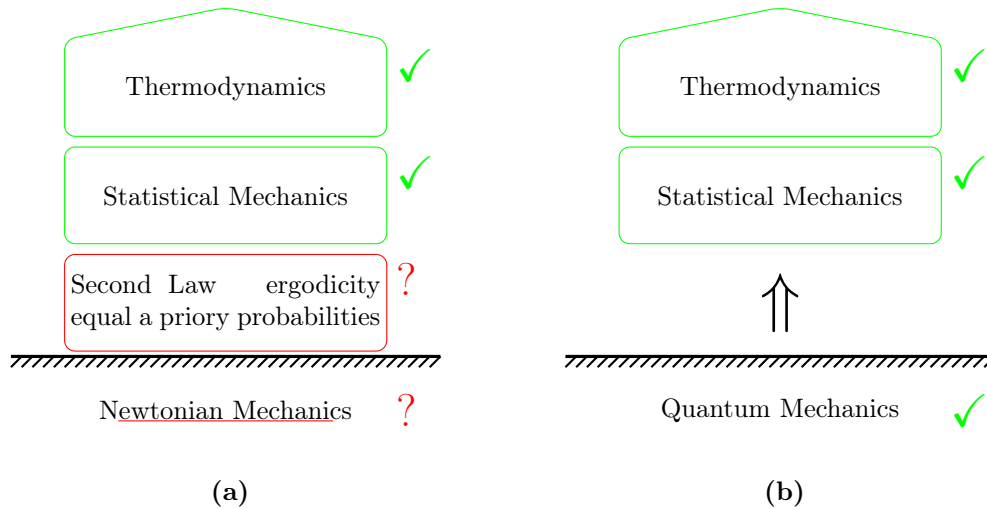 Thermodynamics
Statistical Mechanics
Second Law ergodicity ?
equal a priory probabilities
Newtonian Mechanics ?
(a)
Thermodynamics
Statistical Mechanics
Quantum Mechanics
(b)